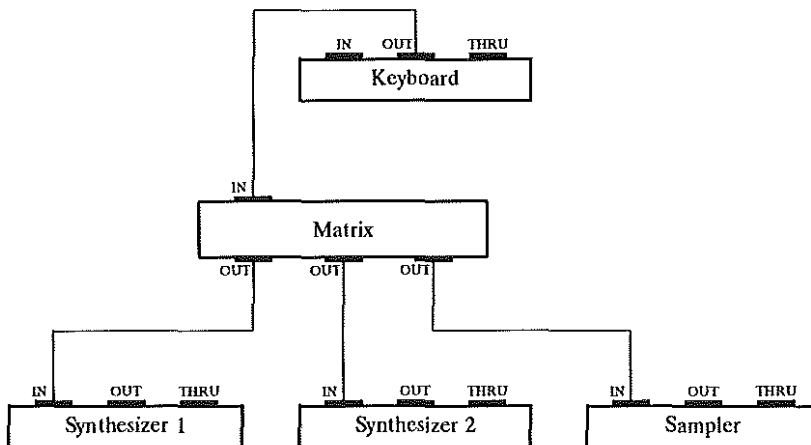 IN OUT THRU
Keyboard
IN
Matrix
OUT OUT OUT
IN OUT THRU IN OUT THRU IN OUT THRU
Synthesizer 1 Synthesizer 2 Sampler